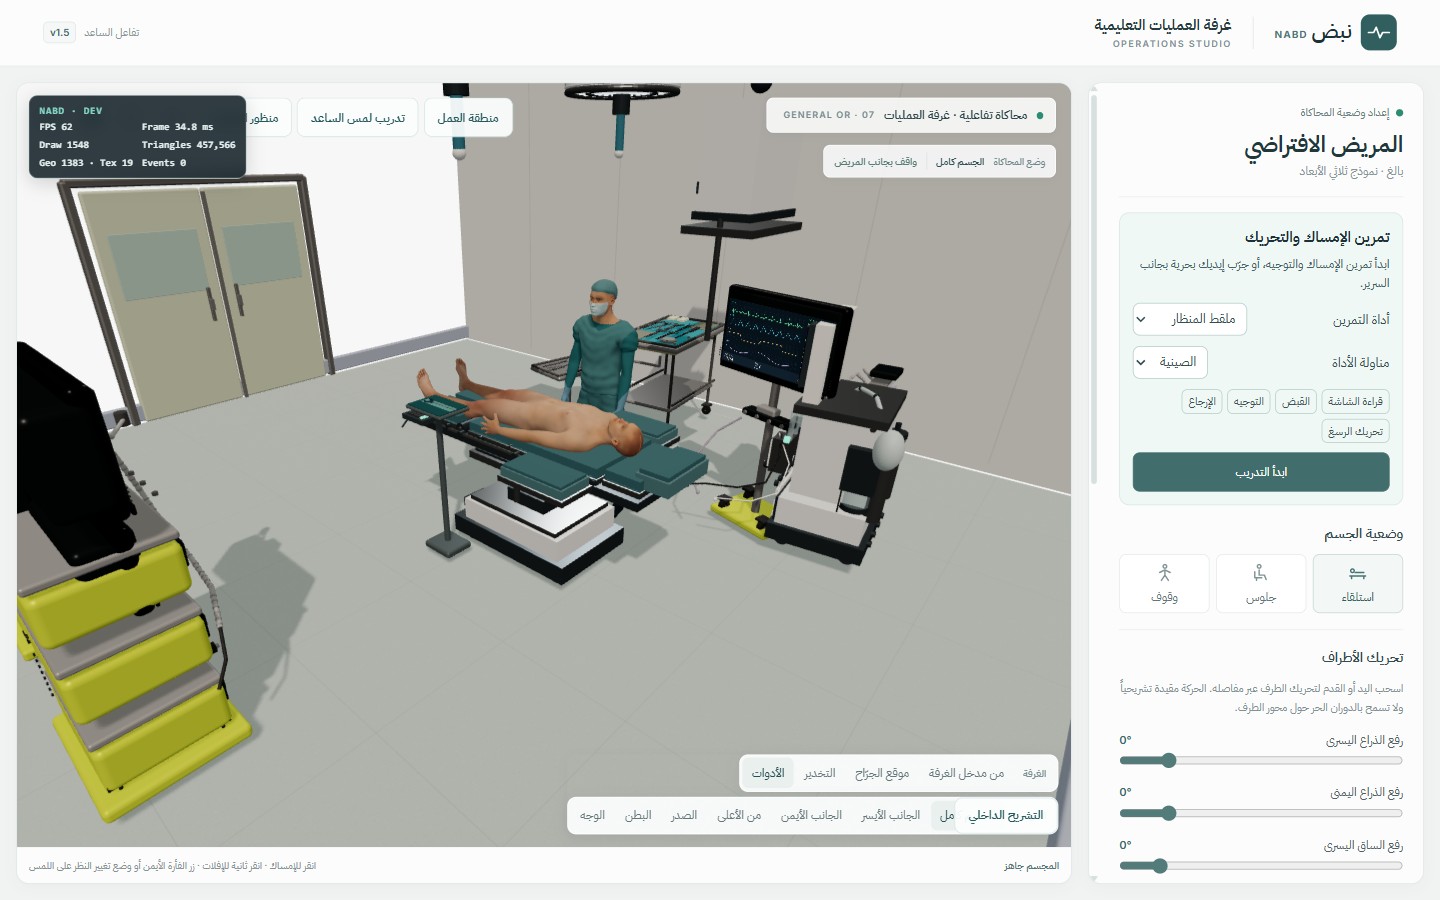 نبض NABD
غرفة العمليات التعليمية
OPERATIONS STUDIO
تفاعل الساعد v1.5
إعداد وضعية المحاكاة
المريض الافتراضي
بالغ · نموذج ثلاثي الأبعاد
تمرين الإمساك والتحريك
ابدأ تمرين الإمساك والتوجيه، أو جرّب إيديك بحرية بجانب
السرير.
أداة التمرين ملقط المنظار
مناولة الأداة الصينية
قراءة الشاشة القبض التوجيه الإرجاع
تحريك الرسغ
ابدأ التدريب
وضعية الجسم
استلقاء جلوس وقوف
تحريك الأطراف
اسحب اليد أو القدم لتحريك الطرف عبر مفاصله. الحركة مقيدة تشريحياً
ولا تسمح بالدوران الحر حول محور الطرف.
رفع الذراع اليسرى 0°
رفع الذراع اليمنى 0°
رفع الساق اليسرى 0°
محاكاة تفاعلية · غرفة العمليات GENERAL OR · 07
وضع المحاكاة الجسم كامل واقف بجانب المريض
منطقة العمل تدريب لمس الساعد منظور
NABD · DEV
FPS 62 Frame 34.8 ms
Draw 1548 Triangles 457,566
Geo 1383 · Tex 19 Events 0
الغرفة من مدخل الغرفة موقع الجرّاح التخدير الأدوات
التشريح الداخلي الجانب الأيسر الجانب الأيمن من الأعلى الصدر البطن الوجه
المجسم جاهز
انقر للإمساك · انقر ثانية للإفلات · زر الفأرة الأيمن أو وضع تغيير النظر على اللمس